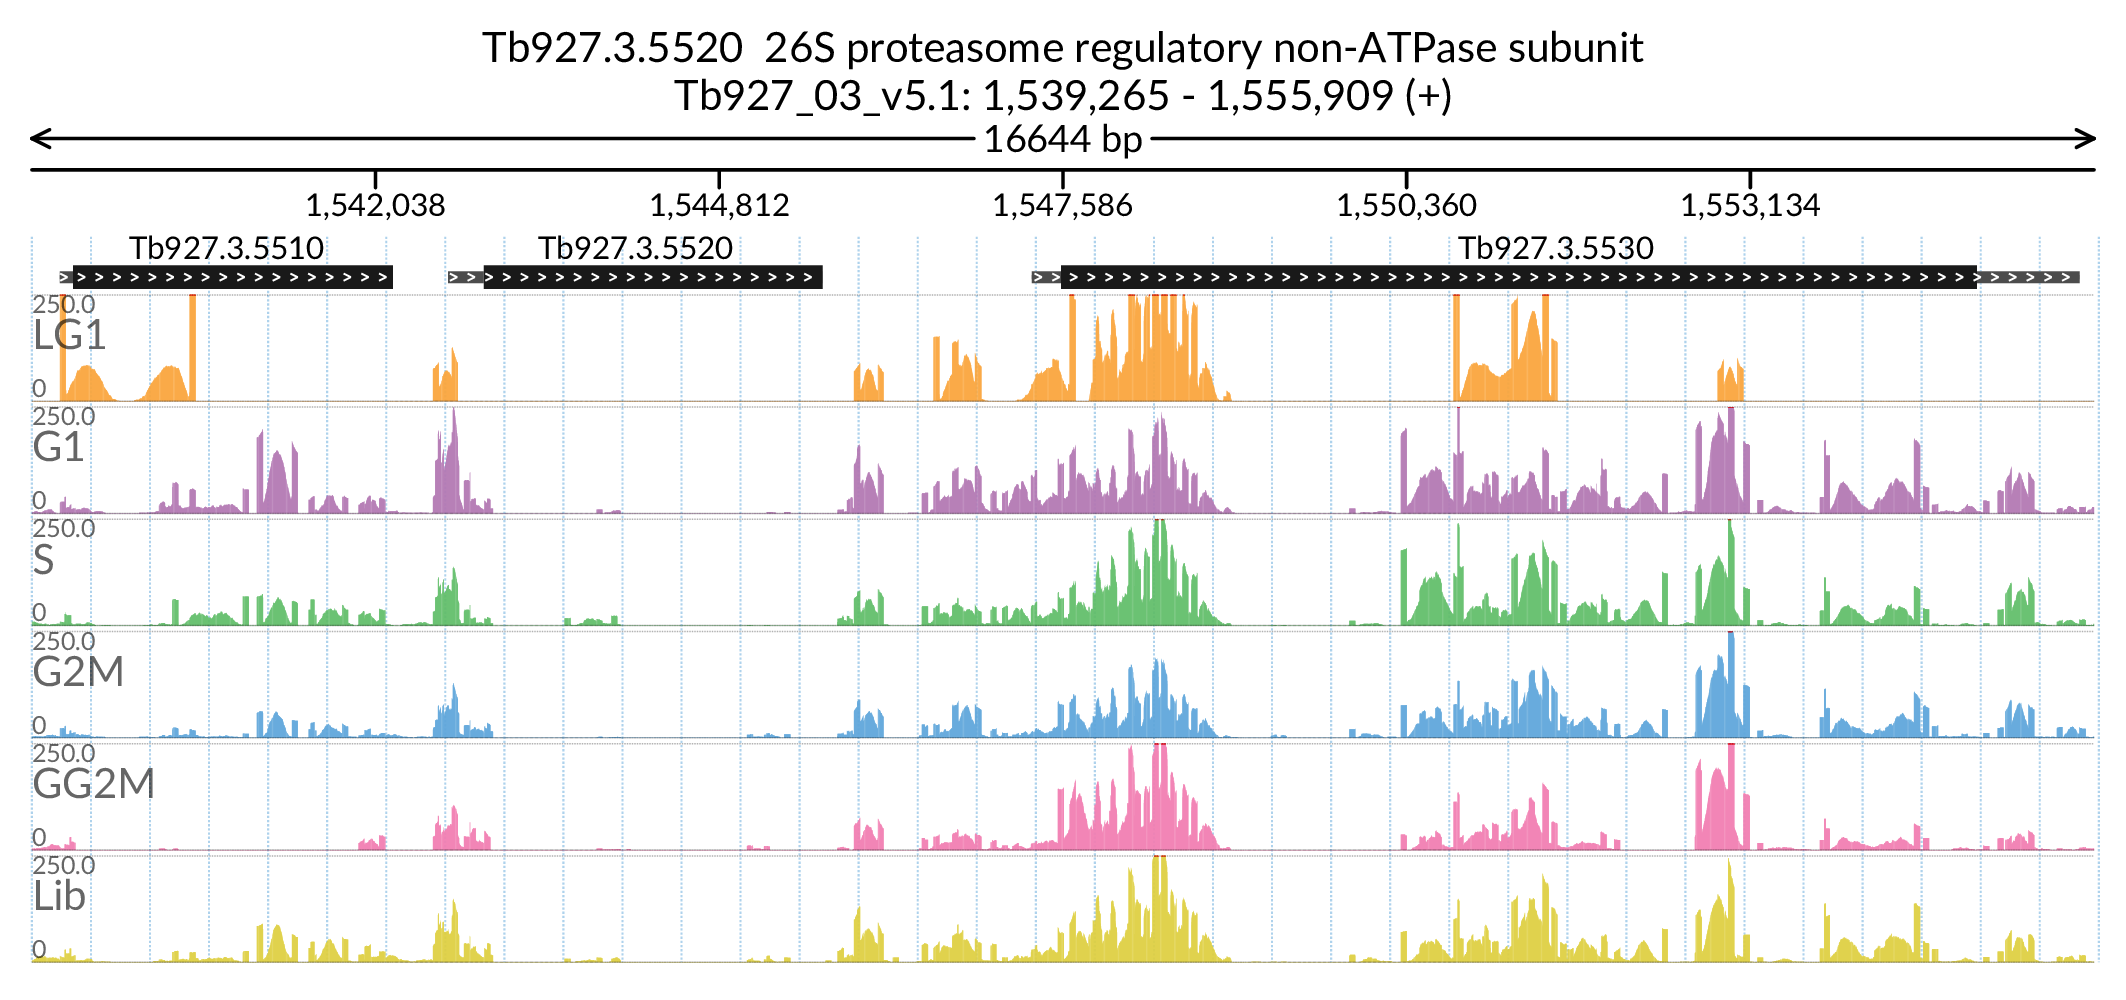 Tb927.3.5520  26S proteasome regulatory non-ATPase subunit
Tb927_03_v5.1: 1,539,265 - 1,555,909 (+)
16644 bp
1,542,038 1,544,812 1,547,586 1,550,360 1,553,134
Tb927.3.5510 Tb927.3.5520 Tb927.3.5530
250.0
LG1
0
250.0
G1
0
250.0
S
0
250.0
G2M
0
250.0
GG2M
0
250.0
Lib
0